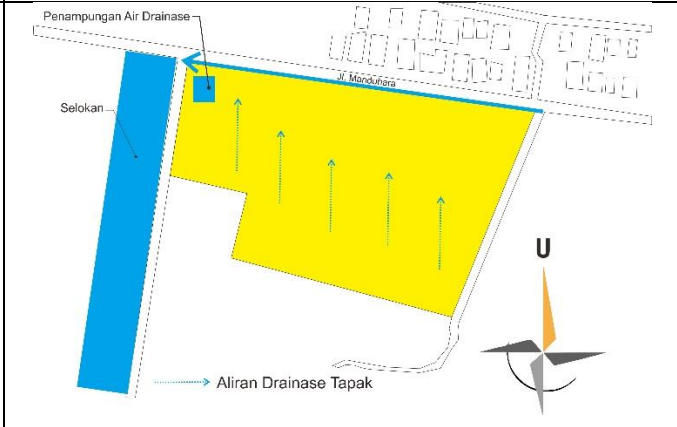 Penampungan Air Drainase
Jl. Manduhara
Selokan
U
Aliran Drainase Tapak